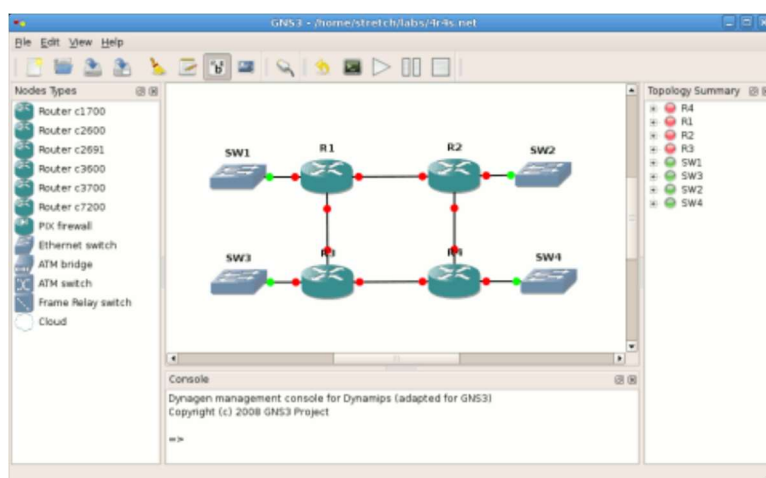 GNS3 - /home/stretch/labs/4r4s.net
File Edit View Help
Nodes Types
Router c1700
Router c2600
Router c2691
Router c3600
Router c3700
Router c7200
PIX firewall
Ethernet switch
ATM bridge
ATM switch
Frame Relay switch
Cloud
SW1 R1 R2 SW2
SW3 R3 R4 SW4
Topology Summary
R4
R1
R2
R3
SW1
SW3
SW2
SW4
Console
Dynagen management console for Dynamips (adapted for GNS3)
Copyright (c) 2008 GNS3 Project
=>